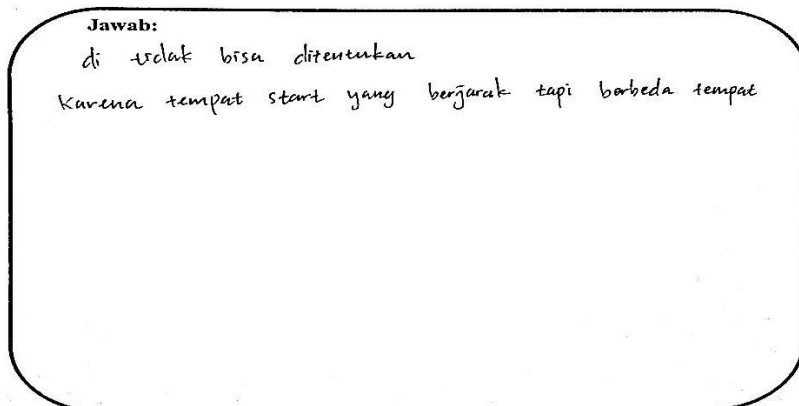 Jawab:
di tidak bisa ditentukan
Karena tempat start yang berjarak tapi berbeda tempat